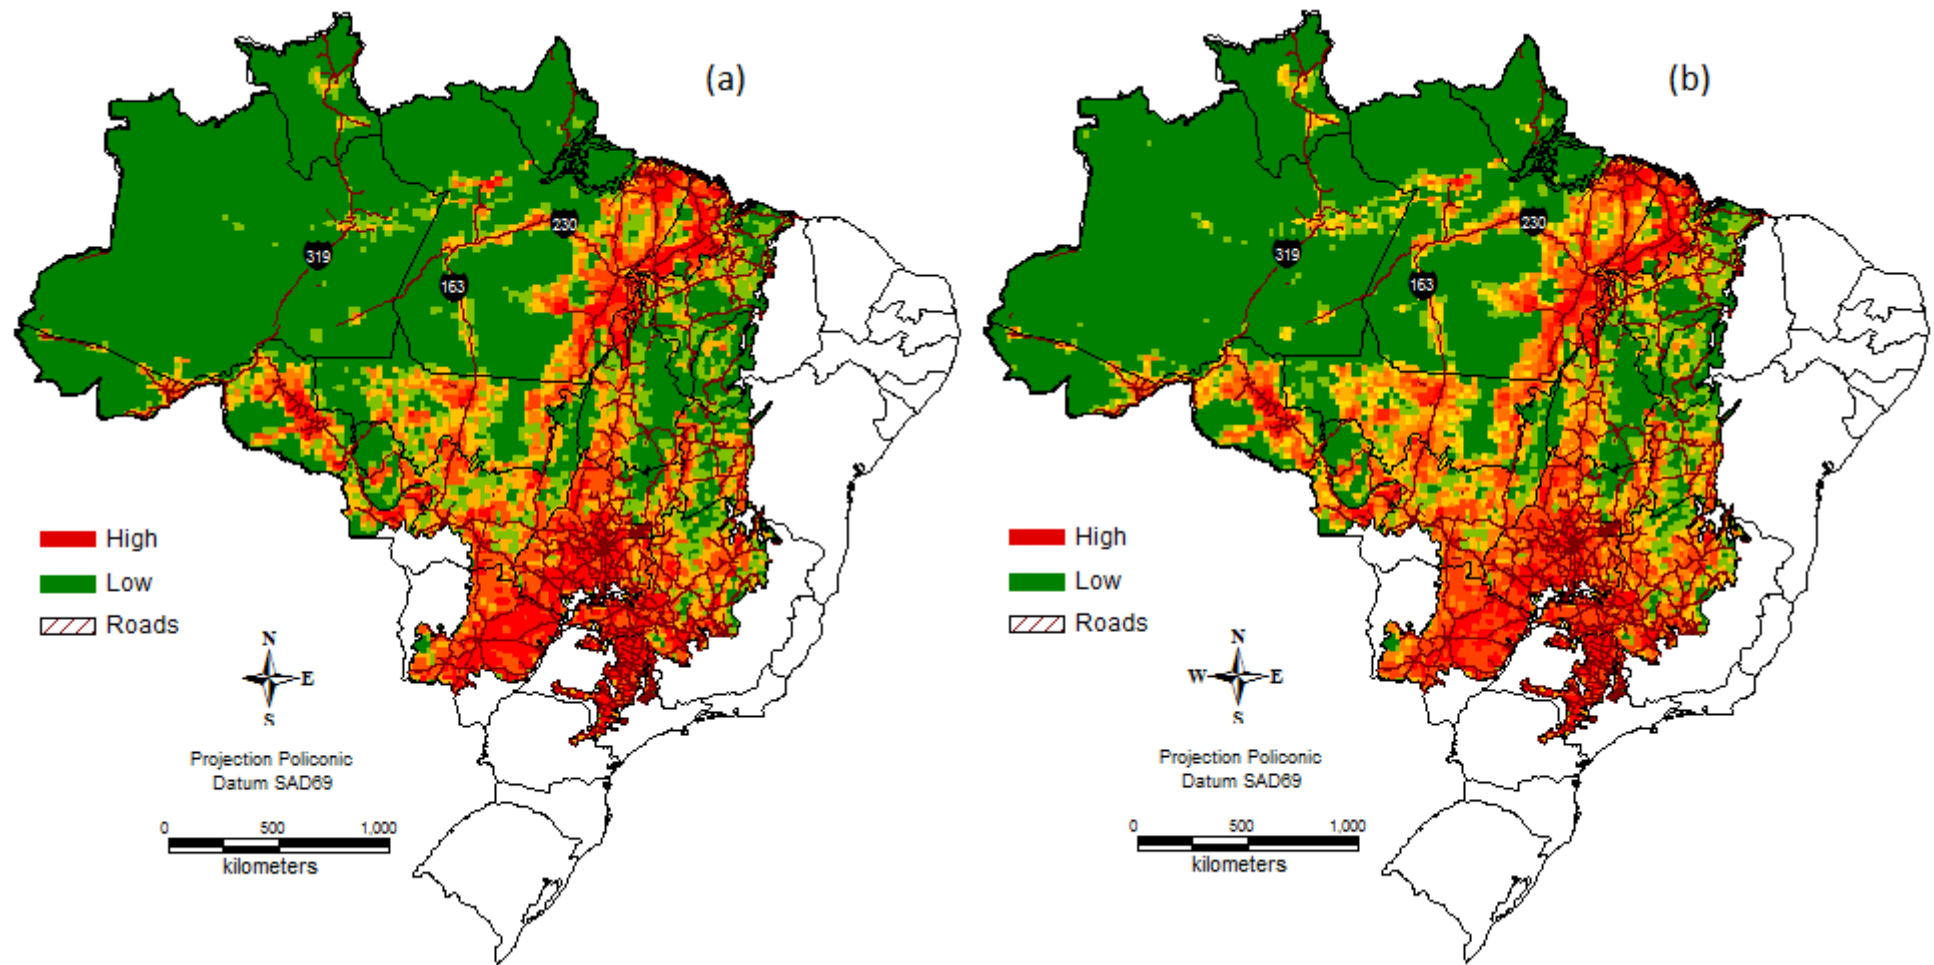 (a)
230
319
163
High
Low
Roads
N
E
S
Projection Policonic
Datum SAD69
0 500 1,000
kilometers
(b)
230
319
163
High
Low
Roads
N
W E
S
Projection Policonic
Datum SAD69
0 500 1,000
kilometers